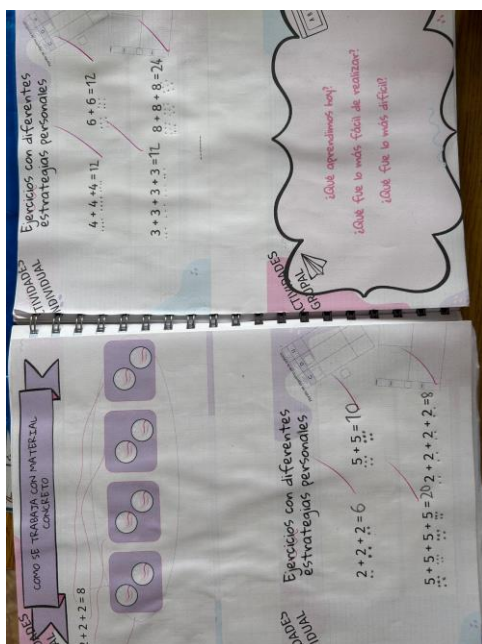 COMO SE TRABAJA CON MATERIAL
CONCRETO
+ 2 + 2 = 8
Ejercicios con diferentes
estrategias personales
2 + 2 + 2 = 6
5 + 5 = 10
5 + 5 + 5 + 5 = 20
2 + 2 + 2 + 2 = 8
Ejercicios con diferentes
estrategias personales
4 + 4 + 4 = 12
6 + 6 = 12
3 + 3 + 3 + 3 = 12
8 + 8 + 8 = 24
ACTIVIDADES
GRUPAL
¿Qué aprendimos hoy?
¿Qué fue lo más fácil de realizar?
¿Qué fue lo más difícil?